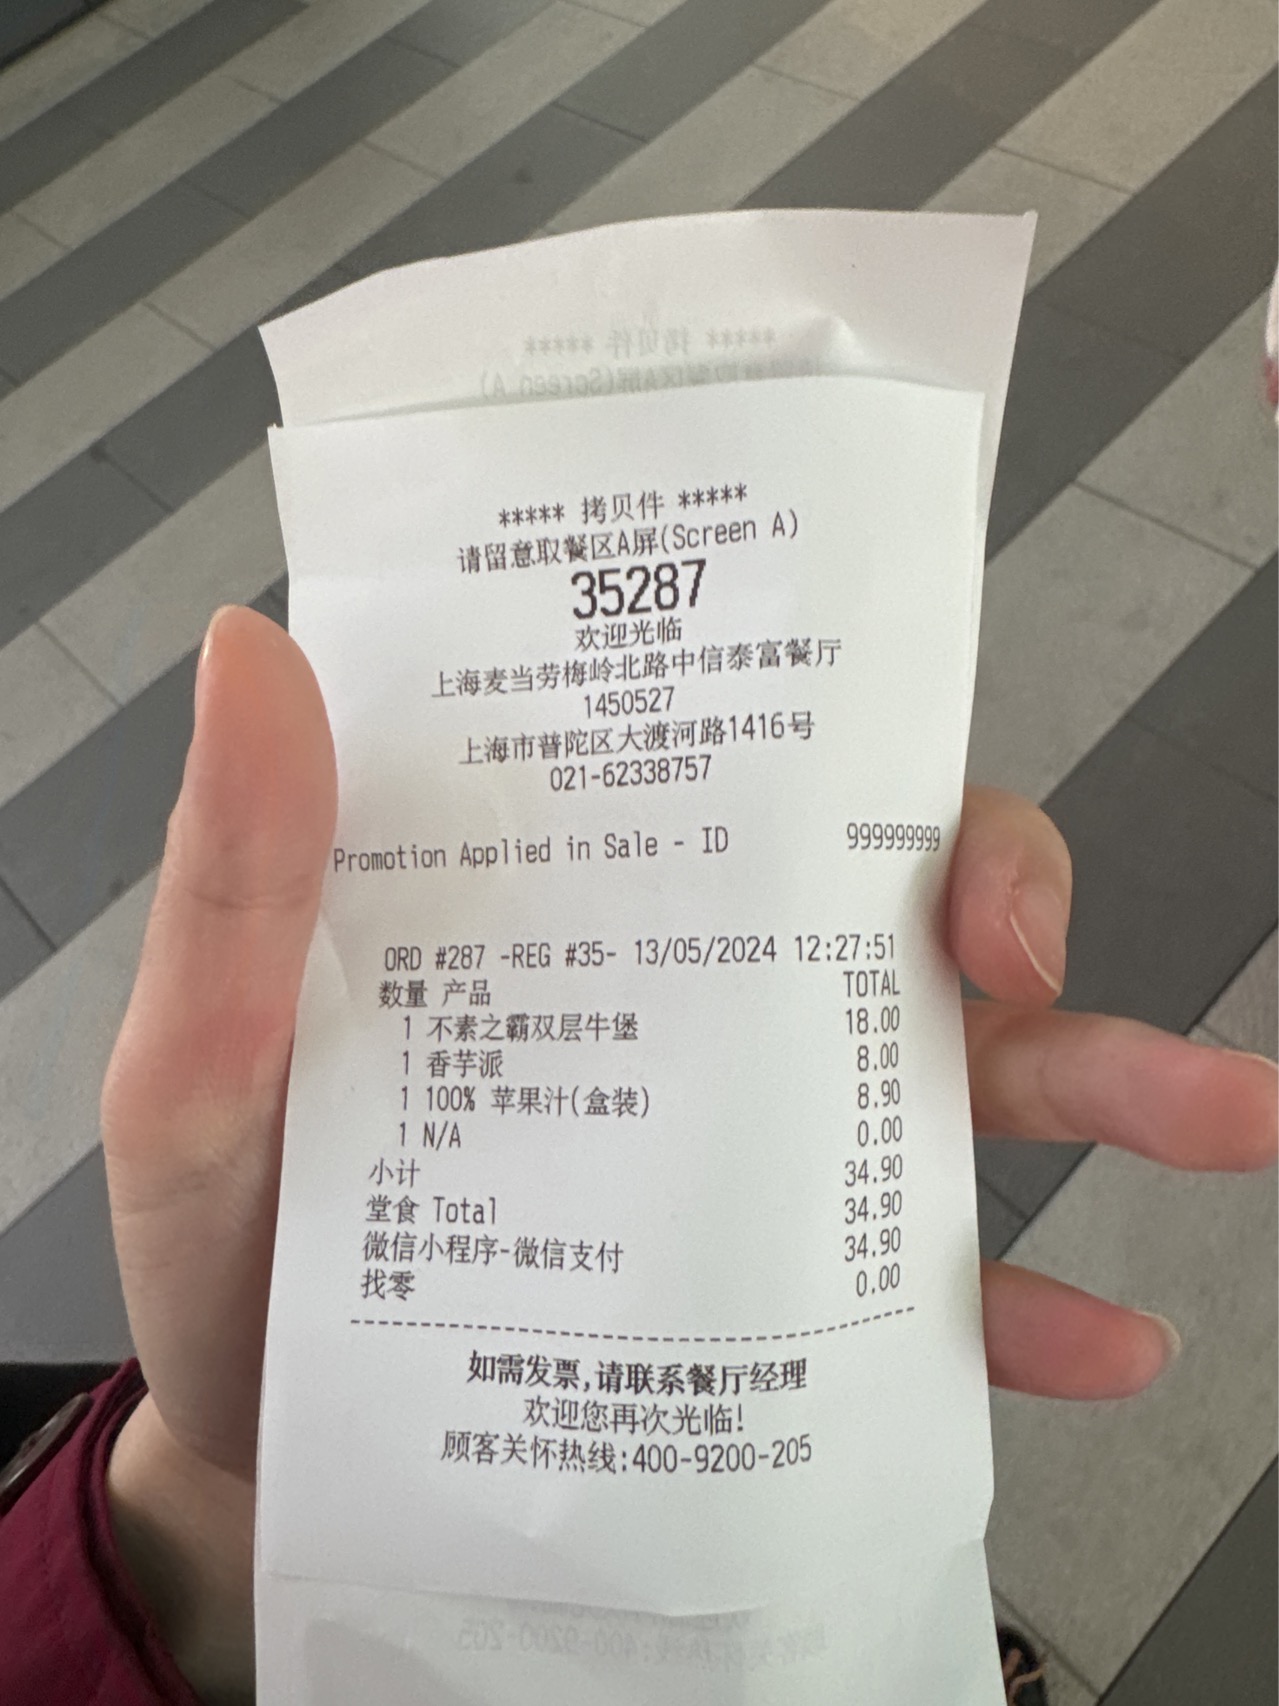 ***** 拷贝件 *****
请留意取餐区A屏(Screen A)
35287
欢迎光临
上海麦当劳梅岭北路中信泰富餐厅
1450527
上海市普陀区大渡河路1416号
021-62338757
Promotion Applied in Sale - ID 999999999
ORD #287 -REG #35- 13/05/2024 12:27:51
数量 产品 TOTAL
1 不素之霸双层牛堡 18.00
1 香芋派 8.00
1 100% 苹果汁(盒装) 8.90
1 N/A 0.00
小计 34.90
堂食 Total 34.90
微信小程序-微信支付 34.90
找零 0.00
如需发票,请联系餐厅经理
欢迎您再次光临!
顾客关怀热线:400-9200-205